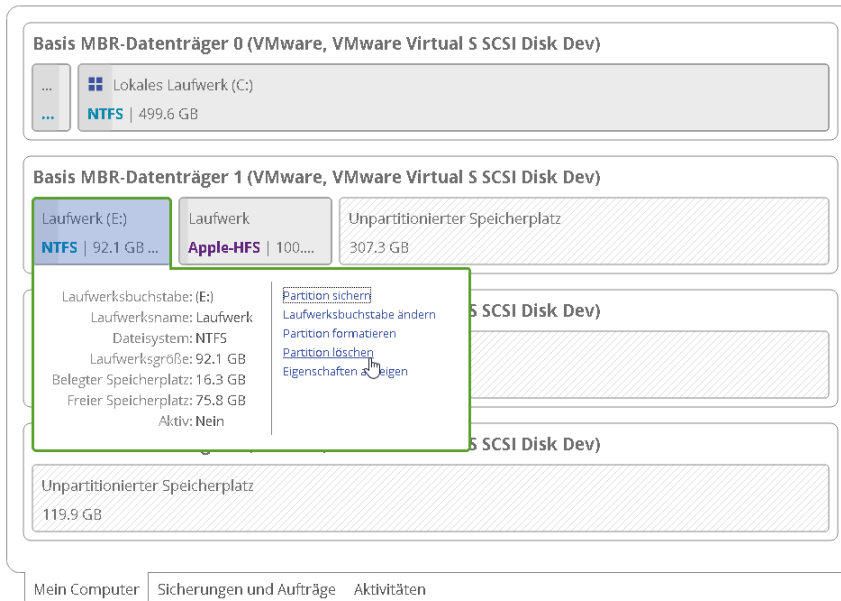 Basis MBR-Datenträger 0 (VMware, VMware Virtual S SCSI Disk Dev)
... Lokales Laufwerk (C:)
... NTFS | 499.6 GB
Basis MBR-Datenträger 1 (VMware, VMware Virtual S SCSI Disk Dev)
Laufwerk (E:)
NTFS | 92.1 GB ...
Laufwerk
Apple-HFS | 100....
Unpartitionierter Speicherplatz
307.3 GB
Laufwerksbuchstabe: (E:)
Laufwerksname: Laufwerk
Dateisystem: NTFS
Laufwerksgröße: 92.1 GB
Belegter Speicherplatz: 16.3 GB
Freier Speicherplatz: 75.8 GB
Aktiv: Nein
Partition sichern
Laufwerksbuchstabe ändern
Partition formatieren
Partition löschen
Eigenschaften
S SCSI Disk Dev)
S SCSI Disk Dev)
Unpartitionierter Speicherplatz
119.9 GB
Mein Computer
Sicherungen und Aufträge
Aktivitäten